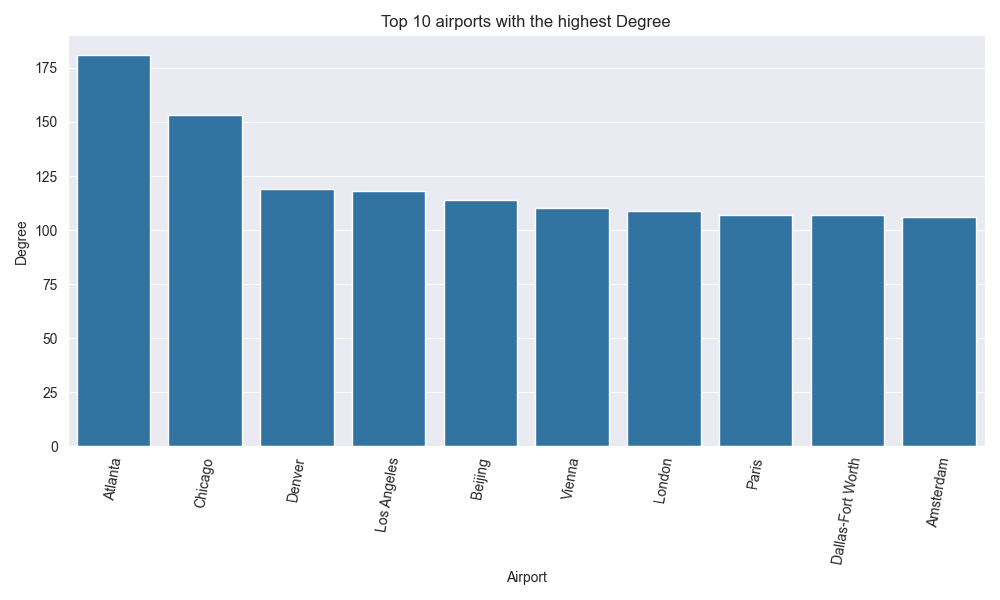 Top 10 airports with the highest Degree
175
150
125
100
75
50
25
0
Degree
Atlanta
Chicago
Denver
Los Angeles
Beijing
Vienna
London
Paris
Dallas-Fort Worth
Amsterdam
Airport